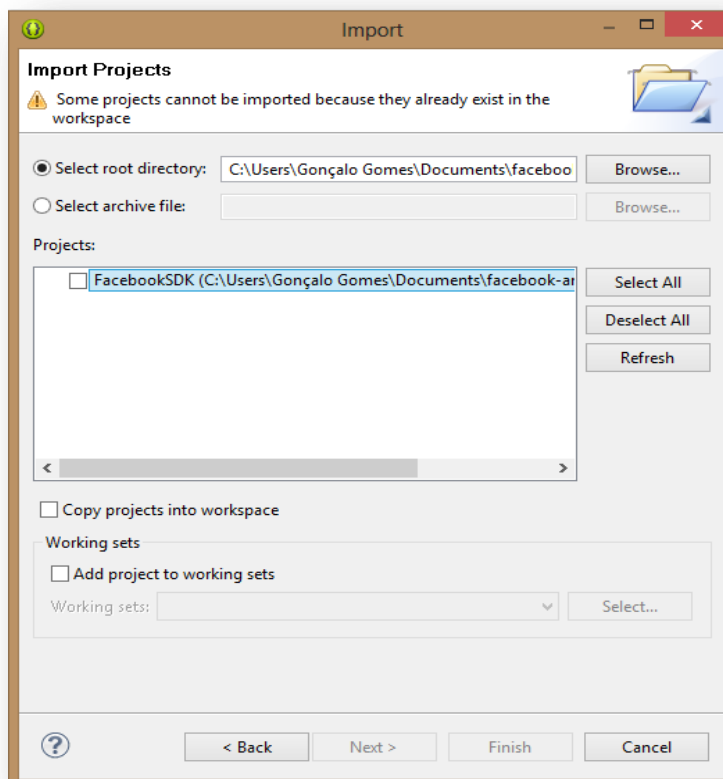 Import
Import Projects
Some projects cannot be imported because they already exist in the
workspace
Select root directory: C:\Users\Gonçalo Gomes\Documents\faceboo Browse...
Select archive file: Browse...
Projects:
FacebookSDK (C:\Users\Gonçalo Gomes\Documents\facebook-ar
Select All
Deselect All
Refresh
Copy projects into workspace
Working sets
Add project to working sets
Working sets: Select...
? < Back Next > Finish Cancel